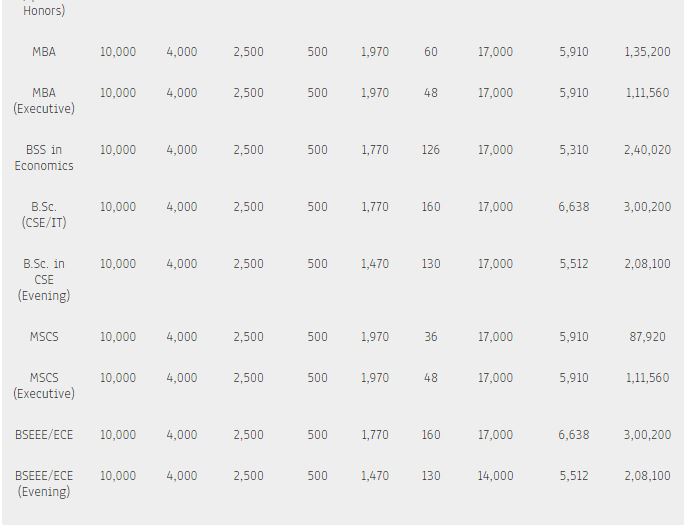 Honors)
MBA 10,000 4,000 2,500 500 1,970 60 17,000 5,910 1,35,200
MBA 10,000 4,000 2,500 500 1,970 48 17,000 5,910 1,11,560
(Executive)
BSS in 10,000 4,000 2,500 500 1,770 126 17,000 5,310 2,40,020
Economics
B.Sc. 10,000 4,000 2,500 500 1,770 160 17,000 6,638 3,00,200
(CSE/IT)
B.Sc. in 10,000 4,000 2,500 500 1,470 130 17,000 5,512 2,08,100
CSE
(Evening)
MSCS 10,000 4,000 2,500 500 1,970 36 17,000 5,910 87,920
MSCS 10,000 4,000 2,500 500 1,970 48 17,000 5,910 1,11,560
(Executive)
BSEEE/ECE 10,000 4,000 2,500 500 1,770 160 17,000 6,638 3,00,200
BSEEE/ECE 10,000 4,000 2,500 500 1,470 130 14,000 5,512 2,08,100
(Evening)